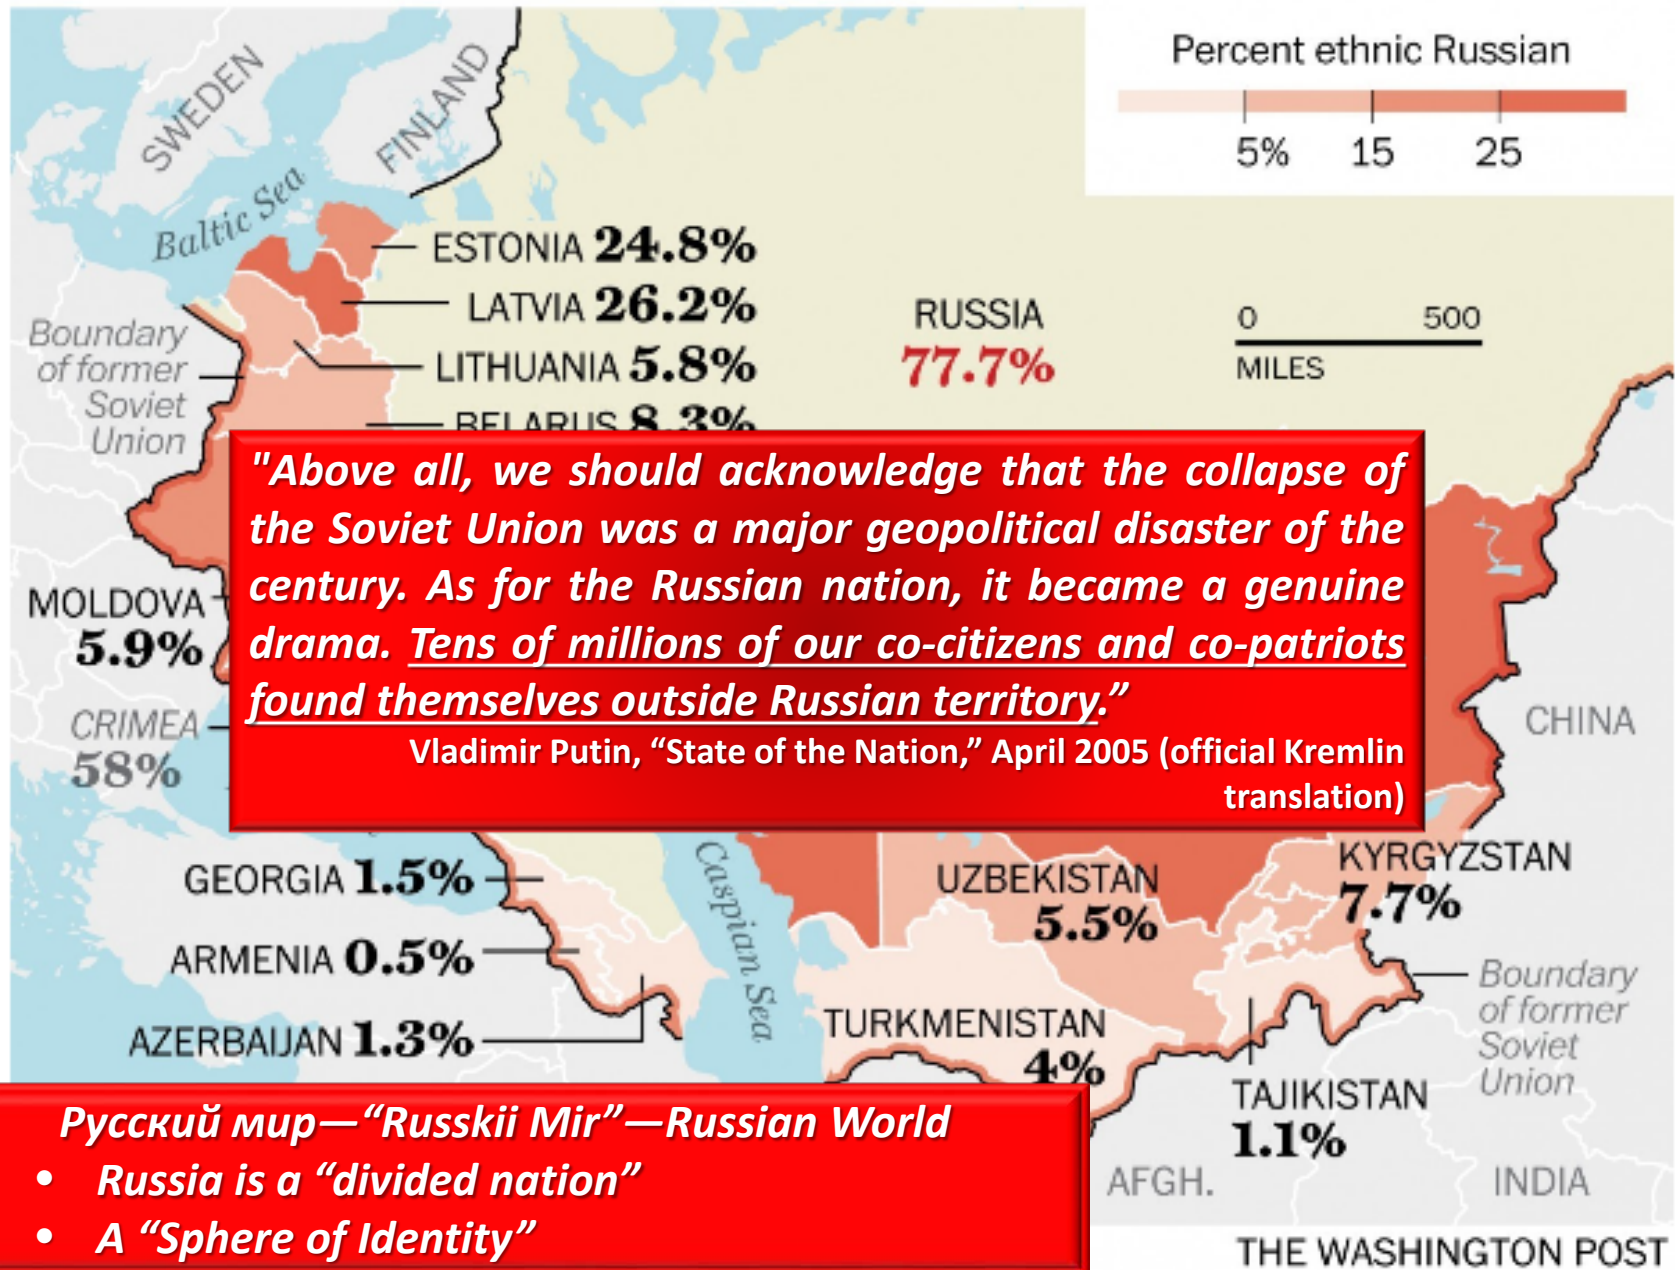 Percent ethnic Russian
5% 15 25
SWEDEN
FINLAND
Baltic Sea
ESTONIA 24.8%
LATVIA 26.2%
LITHUANIA 5.8%
BELARUS 8.3%
RUSSIA
77.7%
0 500
MILES
Boundary
of former
Soviet
Union
"Above all, we should acknowledge that the collapse of
the Soviet Union was a major geopolitical disaster of the
century. As for the Russian nation, it became a genuine
drama. Tens of millions of our co-citizens and co-patriots
found themselves outside Russian territory.”
Vladimir Putin, “State of the Nation,” April 2005 (official Kremlin
translation)
MOLDOVA
5.9%
CRIMEA
58%
CHINA
GEORGIA 1.5%
ARMENIA 0.5%
AZERBAIJAN 1.3%
Caspian Sea
UZBEKISTAN
5.5%
KYRGYZSTAN
7.7%
TURKMENISTAN
4%
TAJIKISTAN
1.1%
Boundary
of former
Soviet
Union
AFGH.
INDIA
Русский мир—“Russkii Mir”—Russian World
• Russia is a “divided nation”
• A “Sphere of Identity”
THE WASHINGTON POST